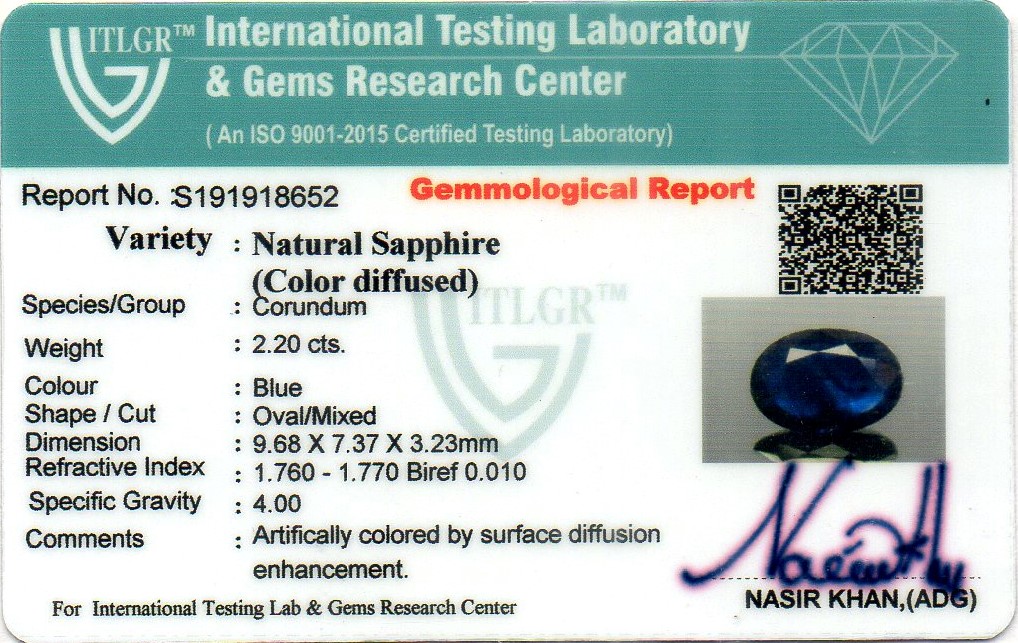 ITLGR™ International Testing Laboratory
& Gems Research Center
( An ISO 9001-2015 Certified Testing Laboratory)
Report No. :S191918652
Gemmological Report
Variety : Natural Sapphire
(Color diffused)
Species/Group : Corundum
ITLGR™
Weight : 2.20 cts.
Colour : Blue
Shape / Cut : Oval/Mixed
Dimension : 9.68 X 7.37 X 3.23mm
Refractive Index : 1.760 - 1.770 Biref 0.010
Specific Gravity : 4.00
Comments : Artifically colored by surface diffusion
enhancement.
NASIR KHAN,(ADG)
For International Testing Lab & Gems Research Center